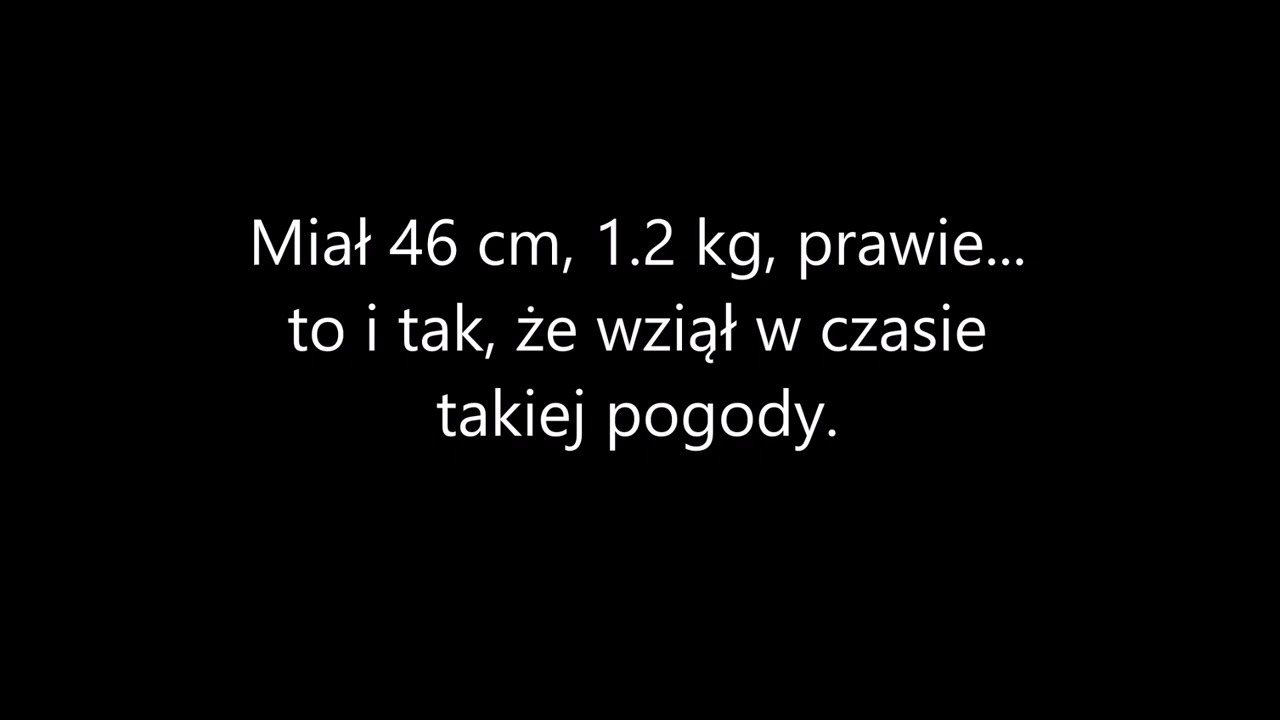 Miał 46 cm, 1.2 kg, prawie...
to i tak, że wziął w czasie
takiej pogody.